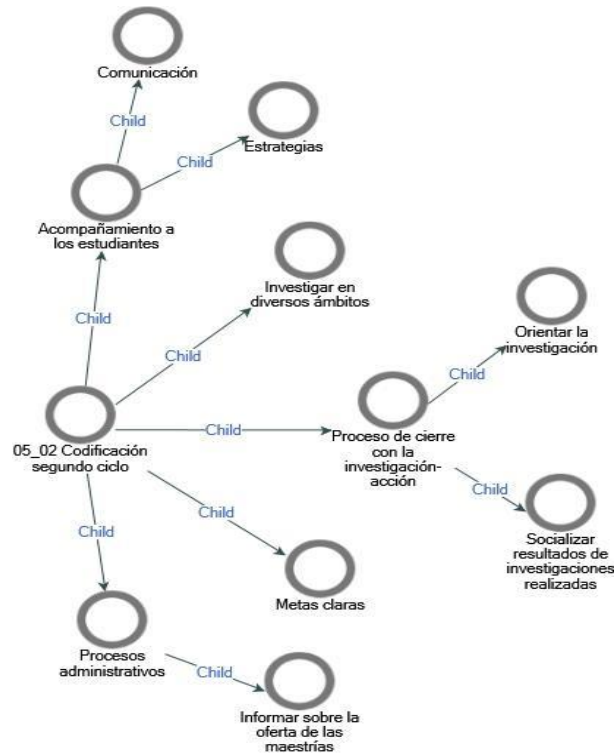 Comunicación
Child
Estrategias
Child
Acompañamiento a
los estudiantes
Investigar en
diversos ámbitos
Child
Orientar la
investigación
Child
Child
05_02 Codificación
segundo ciclo
Child
Proceso de cierre
con la
investigación-
acción
Child
Child
Socializar
resultados de
investigaciones
realizadas
Child
Metas claras
Procesos
administrativos
Child
Informar sobre la
oferta de las
maestrías